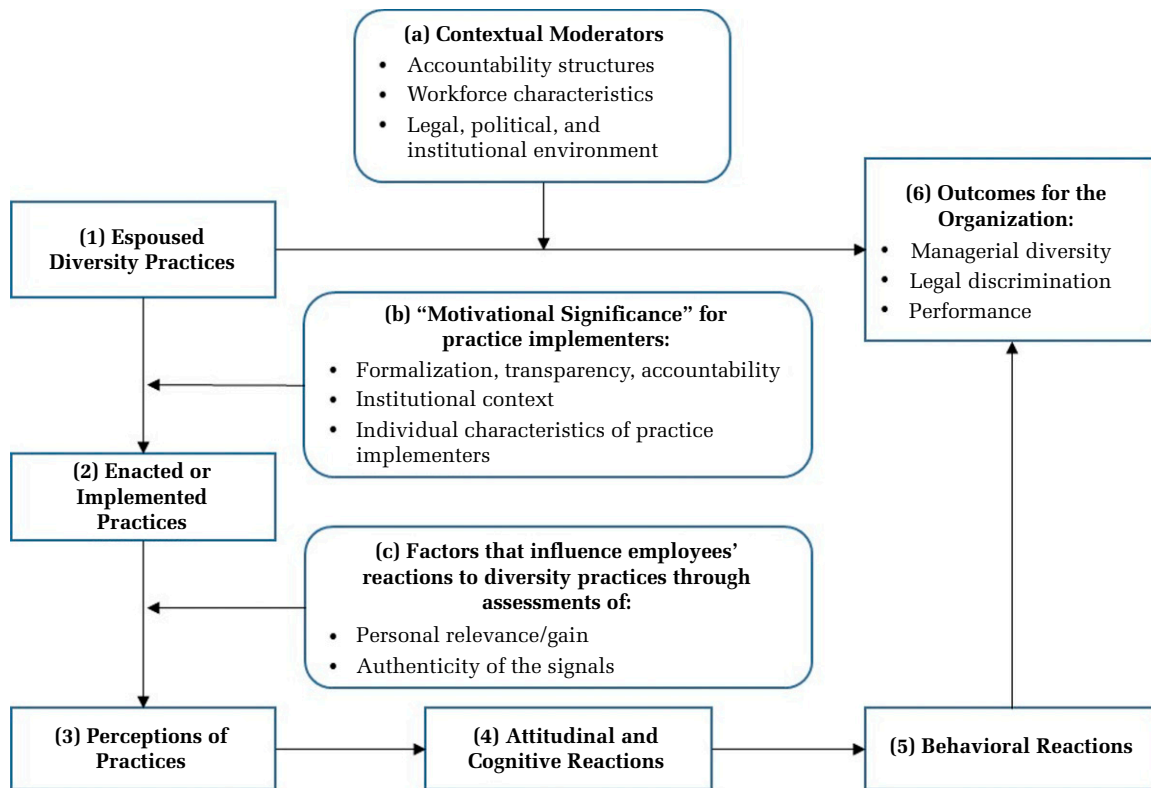 (a) Contextual Moderators
• Accountability structures
• Workforce characteristics
• Legal, political, and
institutional environment
(1) Espoused
Diversity Practices
(6) Outcomes for the
Organization:
• Managerial diversity
• Legal discrimination
• Performance
(b) “Motivational Significance” for
practice implementers:
• Formalization, transparency, accountability
• Institutional context
• Individual characteristics of practice
implementers
(2) Enacted or
Implemented
Practices
(c) Factors that influence employees’
reactions to diversity practices through
assessments of:
• Personal relevance/gain
• Authenticity of the signals
(3) Perceptions of
Practices
(4) Attitudinal and
Cognitive Reactions
(5) Behavioral Reactions